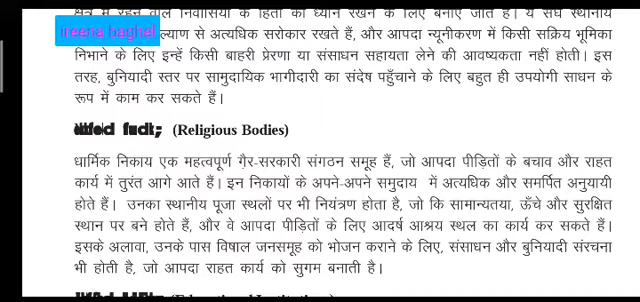 क्षेत्र में रहने वाले निवासियों के हितों को ध्यान रखने के लिए बनाए जाते हैं। ये संघ स्थानीय
ireena baghel
कल्याण से अत्यधिक सरोकार रखते हैं, और आपदा न्यूनीकरण में किसी सक्रिय भूमिका
निभाने के लिए इन्हें किसी बाहरी प्रेरणा या संसाधन सहायता लेने की आवष्यकता नहीं होती। इस
तरह, बुनियादी स्तर पर सामुदायिक भागीदारी का संदेष पहुँचाने के लिए बहुत ही उपयोगी साधन के
रूप में काम कर सकते हैं।
(Religious Bodies)
धार्मिक निकाय एक महत्वपूर्ण गै़र-सरकारी संगठन समूह हैं, जो आपदा पीड़ितों के बचाव और राहत
कार्य में तुरंत आगे आते हैं। इन निकायों के अपने-अपने समुदाय में अत्यधिक और समर्पित अनुयायी
होते हैं। उनका स्थानीय पूजा स्थलों पर भी नियंत्रण होता है, जो कि सामान्यतया, ऊँचे और सुरक्षित
स्थान पर बने होते हैं, और वे आपदा पीड़ितों के लिए आदर्ष आश्रय स्थल का कार्य कर सकते हैं।
इसके अलावा, उनके पास विषाल जनसमूह को भोजन कराने के लिए, संसाधन और बुनियादी संरचना
भी होती है, जो आपदा राहत कार्य को सुगम बनाती है।